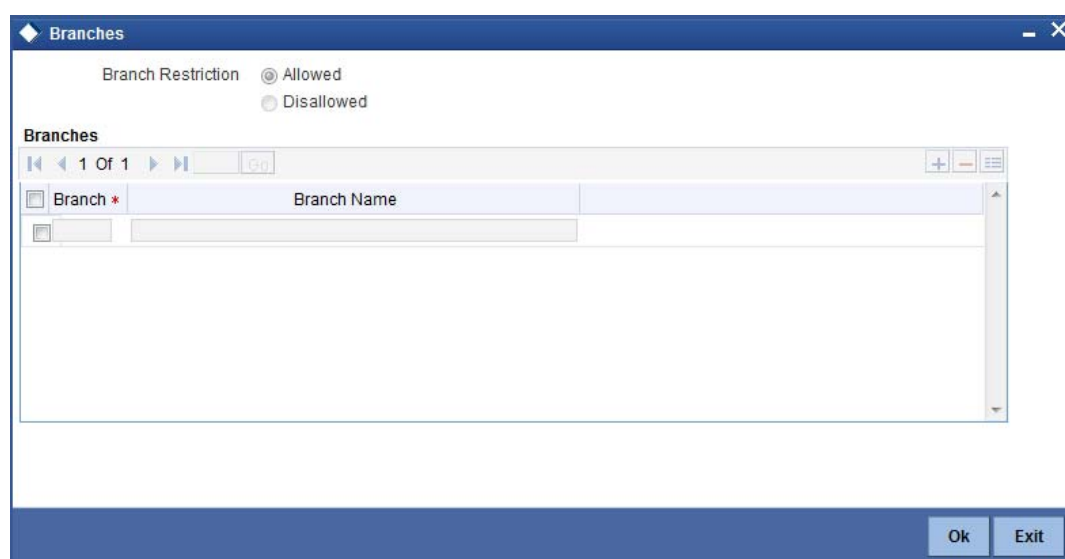 Branches
Branch Restriction Allowed
Disallowed
Branches
1 Of 1 Go
Branch * Branch Name
Ok Exit